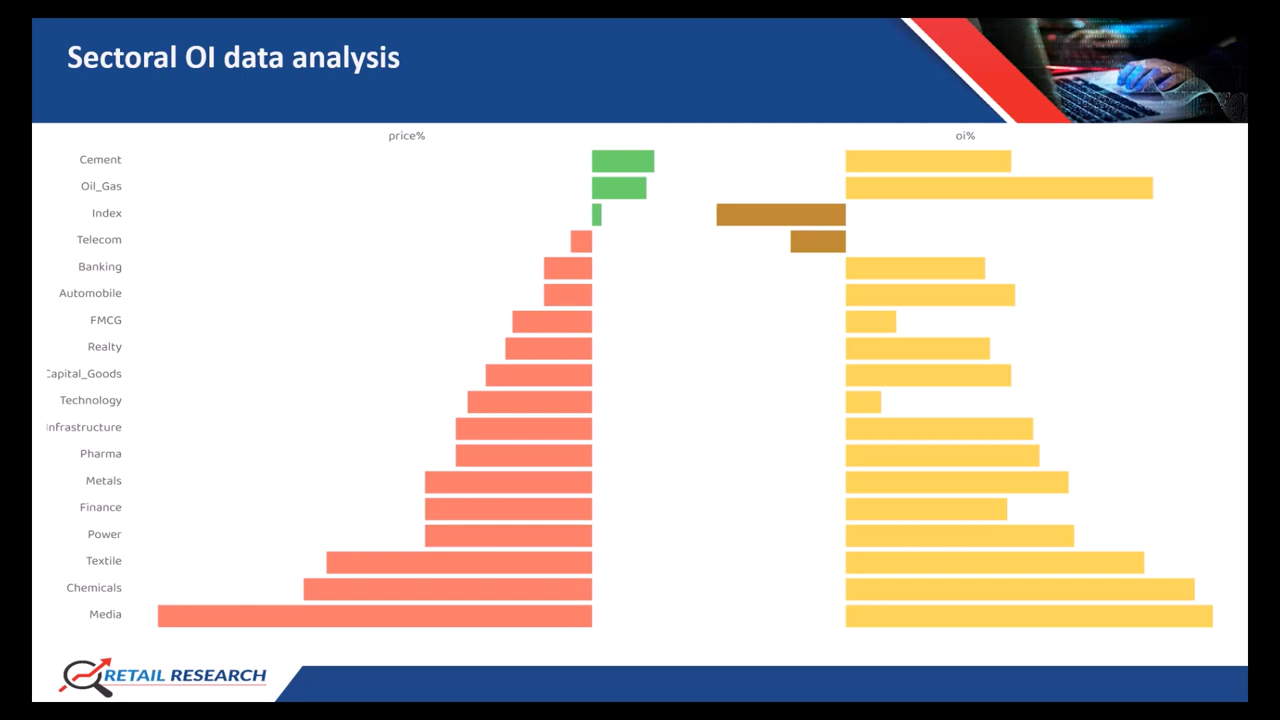 Sectoral OI data analysis
price%
oi%
Cement
Oil_Gas
Index
Telecom
Banking
Automobile
FMCG
Realty
Capital_Goods
Technology
Infrastructure
Pharma
Metals
Finance
Power
Textile
Chemicals
Media
RETAIL RESEARCH